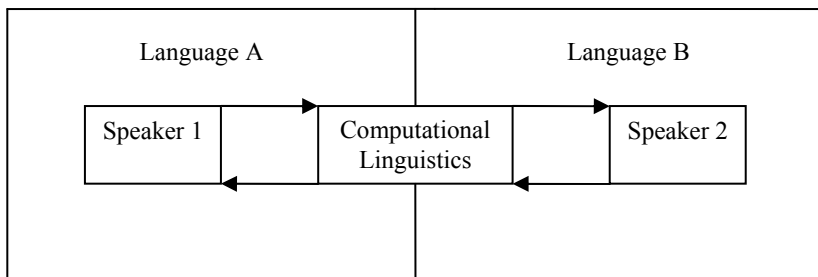 Language A
Language B
Speaker 1
Computational
Linguistics
Speaker 2